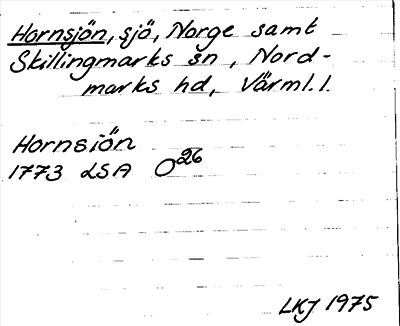 Hornsjön, sjö, Norge samt
Skillingmarks sn, Nord-
marks hd, Värml. l.
Hornsiön
1773 LSA O26
LKJ 1975